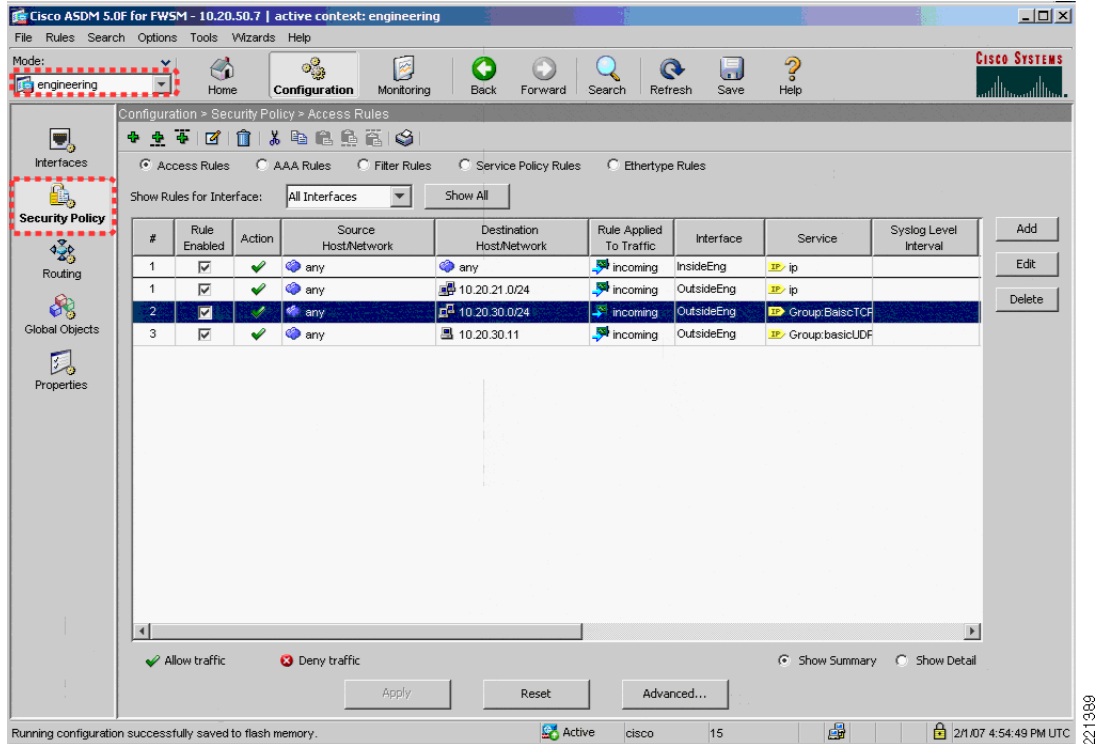 Cisco ASDM 5.0F for FWSM - 10.20.50.7 | active context: engineering
File Rules Search Options Tools Wizards Help
Mode:
engineering
Home Configuration Monitoring Back Forward Search Refresh Save Help
CISCO SYSTEMS
Configuration > Security Policy > Access Rules
Interfaces
Security Policy
Routing
Global Objects
Properties
Access Rules AAA Rules Filter Rules Service Policy Rules Ethertype Rules
Show Rules for Interface: All Interfaces Show All
# Rule Enabled Action Source Host/Network Destination Host/Network Rule Applied To Traffic Interface Service Syslog Level Interval
1 any any incoming InsideEng IP ip
1 any 10.20.21.0/24 incoming OutsideEng IP ip
2 any 10.20.30.0/24 incoming OutsideEng IP Group:BaiscTCP
3 any 10.20.30.11 incoming OutsideEng IP Group:basicUDP
Add
Edit
Delete
Allow traffic Deny traffic Show Summary Show Detail
Apply Reset Advanced...
Running configuration successfully saved to flash memory. Active cisco 15 2/1/07 4:54:49 PM UTC
221389